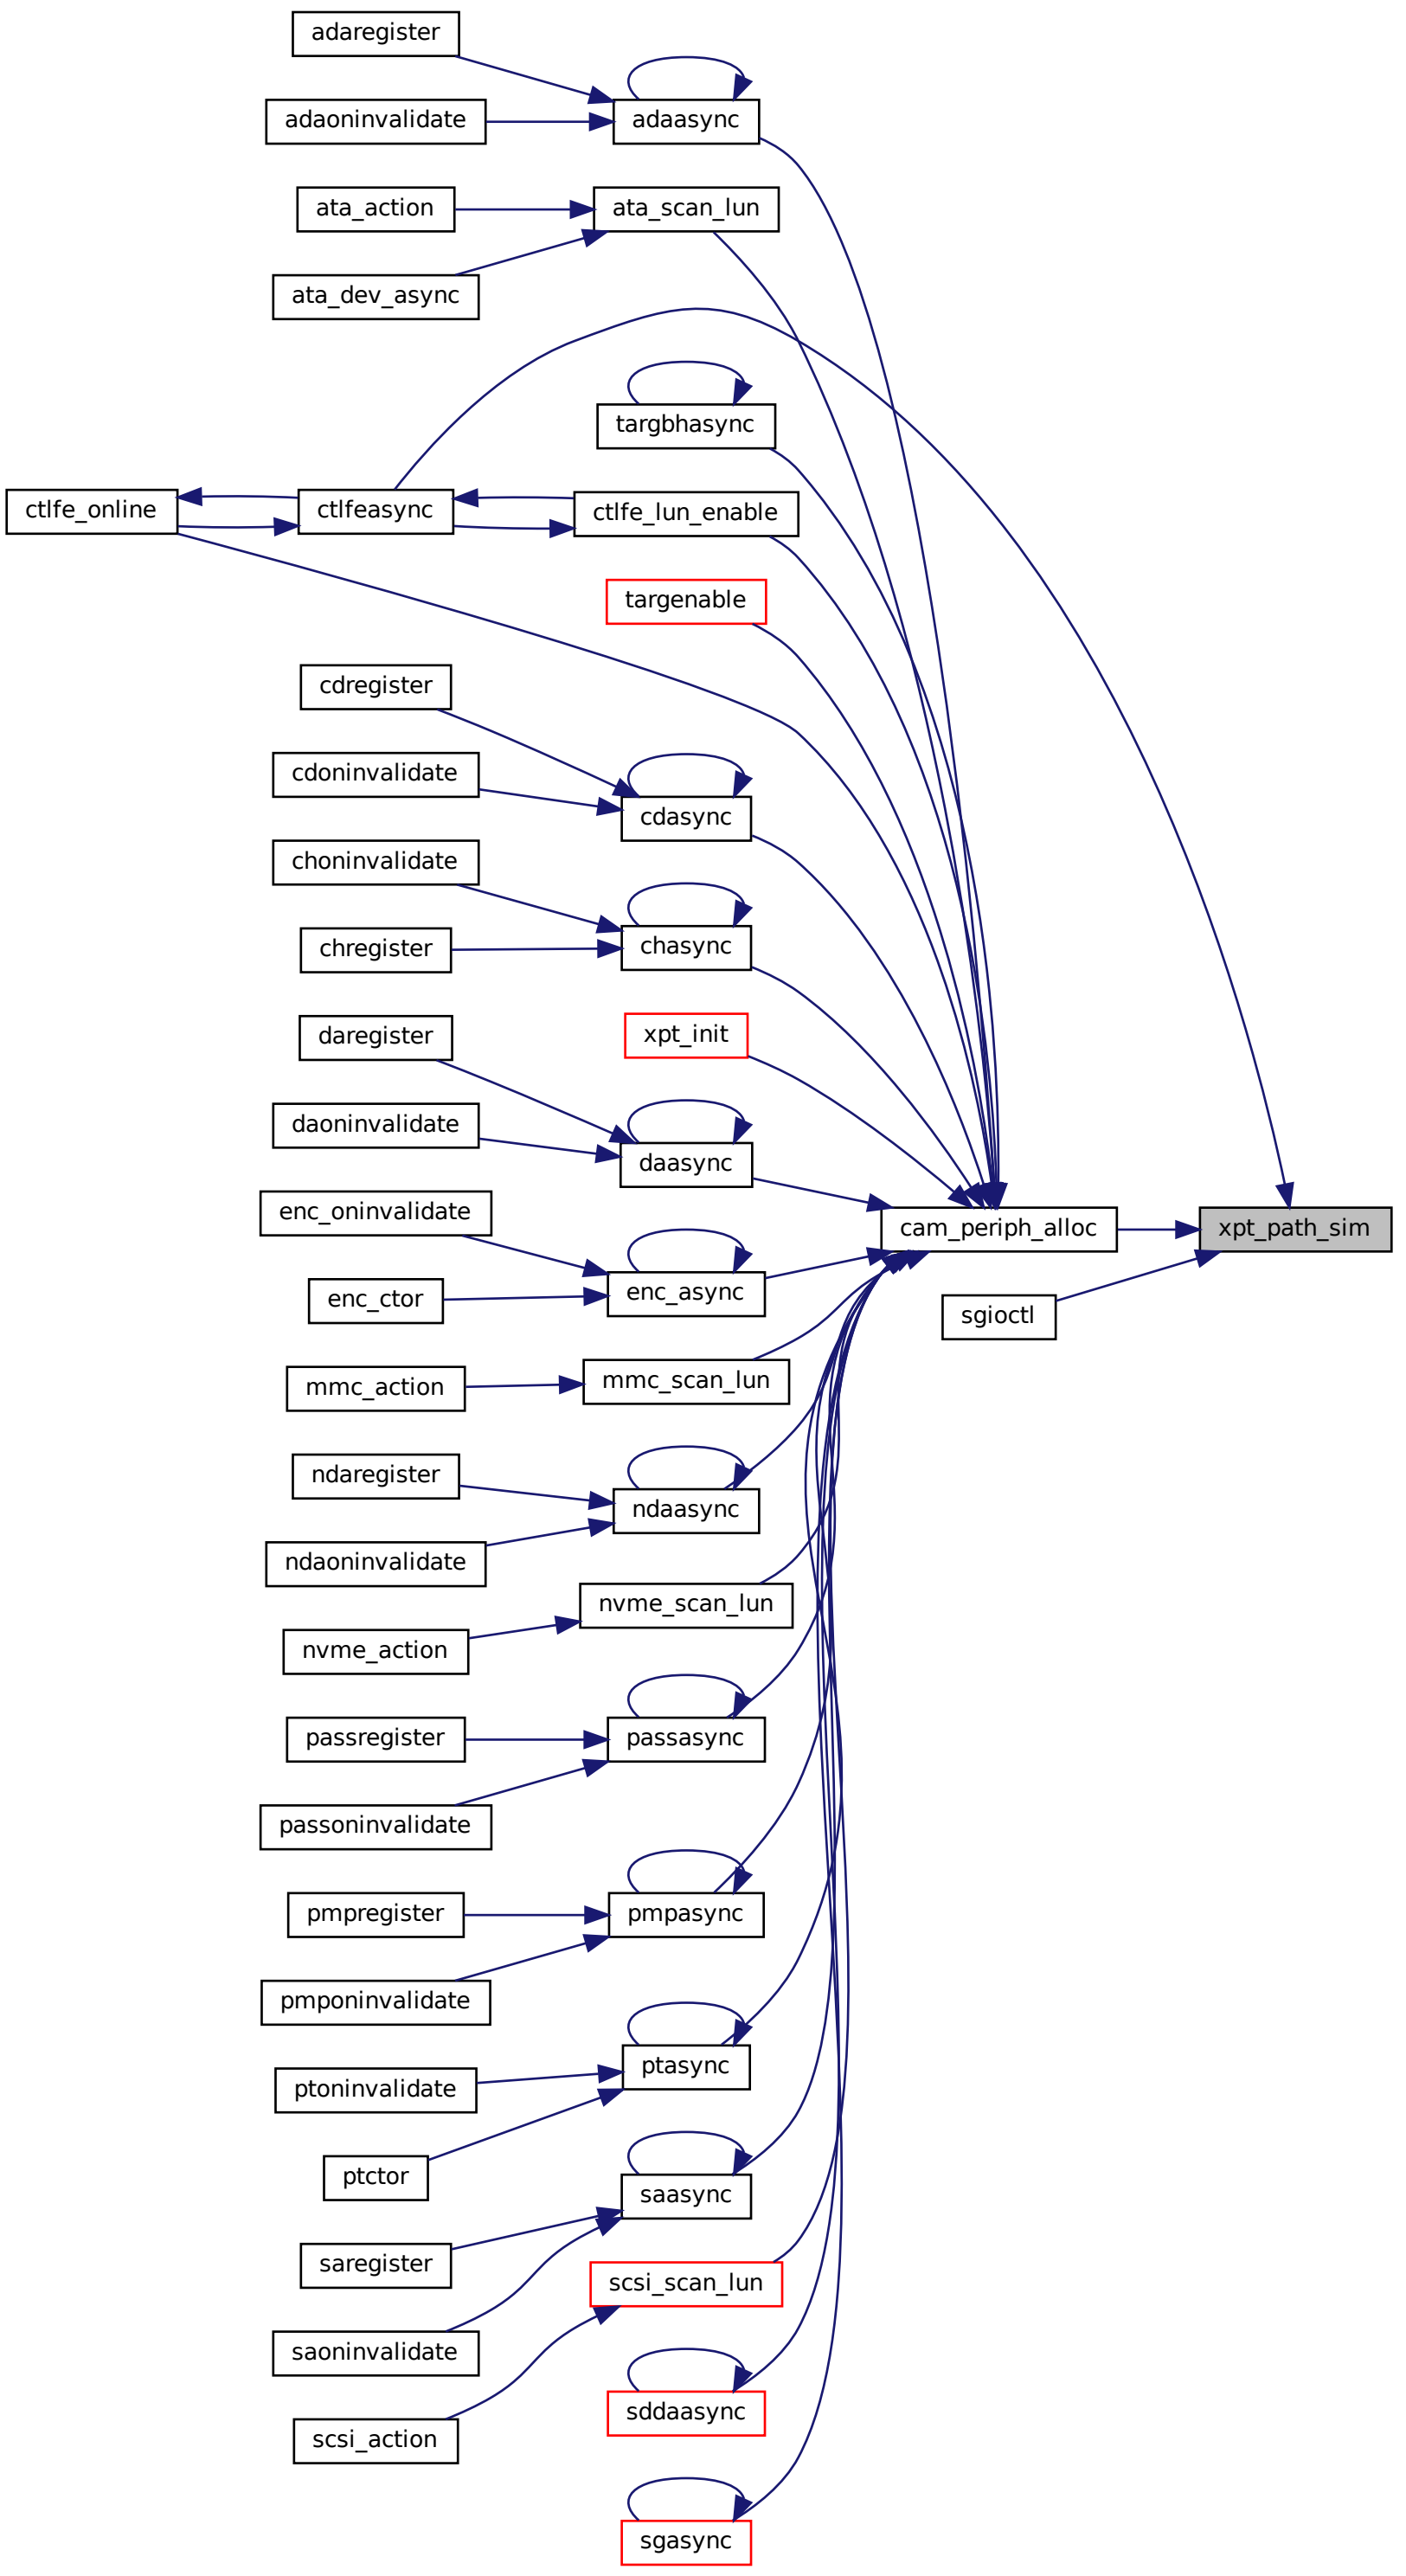 adaregister
adaasync
adaoninvalidate
ata_action
ata_scan_lun
ata_dev_async
targbhasync
ctlfe_online
ctlfeasync
ctlfe_lun_enable
targenable
cdregister
cdoninvalidate
cdasync
choninvalidate
chregister
chasync
xpt_init
daregister
daoninvalidate
daasync
enc_oninvalidate
cam_periph_alloc
xpt_path_sim
enc_ctor
enc_async
sgioctl
mmc_action
mmc_scan_lun
ndaregister
ndaasync
ndaoninvalidate
nvme_scan_lun
nvme_action
passregister
passasync
passoninvalidate
pmpregister
pmpasync
pmponinvalidate
ptasync
ptoninvalidate
ptctor
saasync
saregister
scsi_scan_lun
saoninvalidate
sddaasync
scsi_action
sgasync